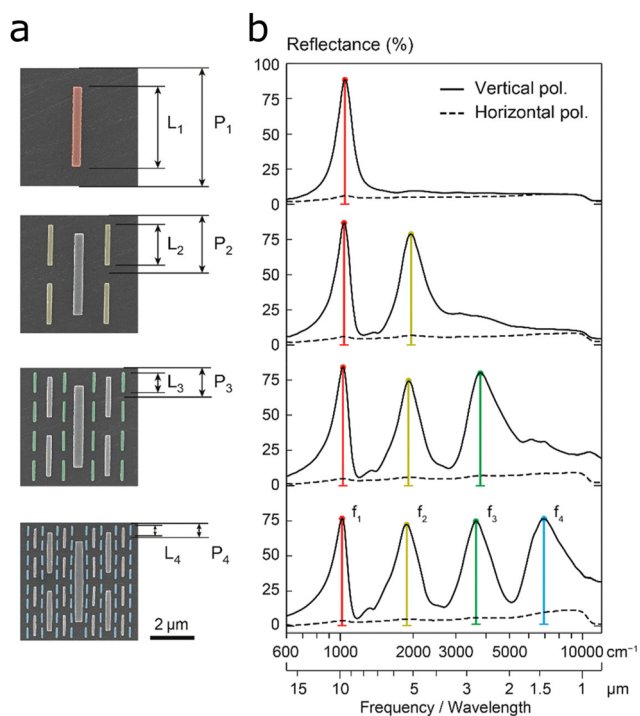 a
L1
P1
L2
P2
L3
P3
L4
P4
2 µm
b
Reflectance (%)
100
75
50
25
0
Vertical pol.
Horizontal pol.
75
50
25
0
75
50
25
0
f1
f2
f3
f4
75
50
25
0
600 1000 2000 3000 5000 10000 cm⁻¹
15 10 5 3 2 1.5 1 µm
Frequency / Wavelength